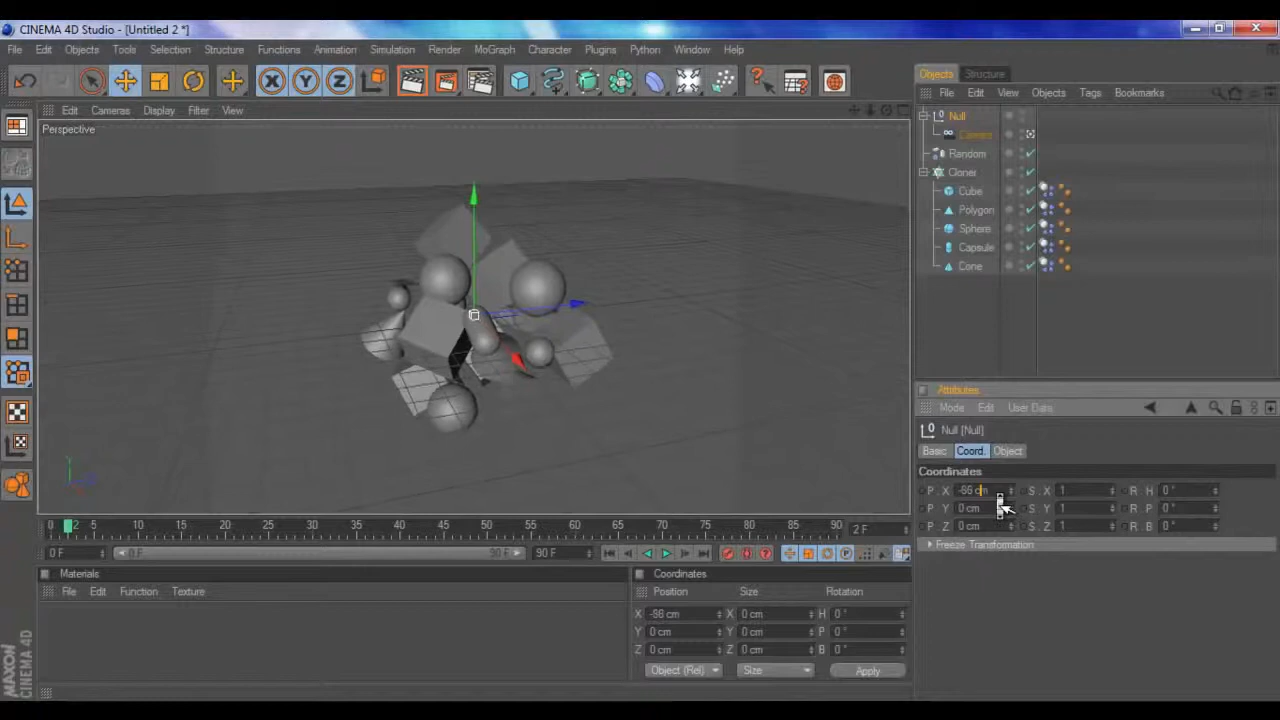 CINEMA 4D Studio - [Untitled 2 *]
File Edit Objects Tools Selection Structure Functions Animation Simulation Render MoGraph Character Plugins Python Window Help
Objects Structure
File Edit View Objects Tags Bookmarks
Edit Cameras Display Filter View
Perspective
Null
Camera
Random
Cloner
Cube
Polygon
Sphere
Capsule
Cone
Attributes
Mode Edit User Data
Null [Null]
Basic Coord. Object
Coordinates
P . X -66 cm S . X 1 R . H 0 °
P . Y 0 cm S . Y 1 R . P 0 °
P . Z 0 cm S . Z 1 R . B 0 °
Freeze Transformation
Y
0 2 5 10 15 20 25 30 35 40 45 50 55 60 65 70 75 80 85 90 2 F
0 F 0 F 90 F 90 F
Materials
File Edit Function Texture
Coordinates
Position Size Rotation
X -66 cm X 0 cm H 0 °
Y 0 cm Y 0 cm P 0 °
Z 0 cm Z 0 cm B 0 °
Object (Rel) Size Apply
MAXON
CINEMA 4D